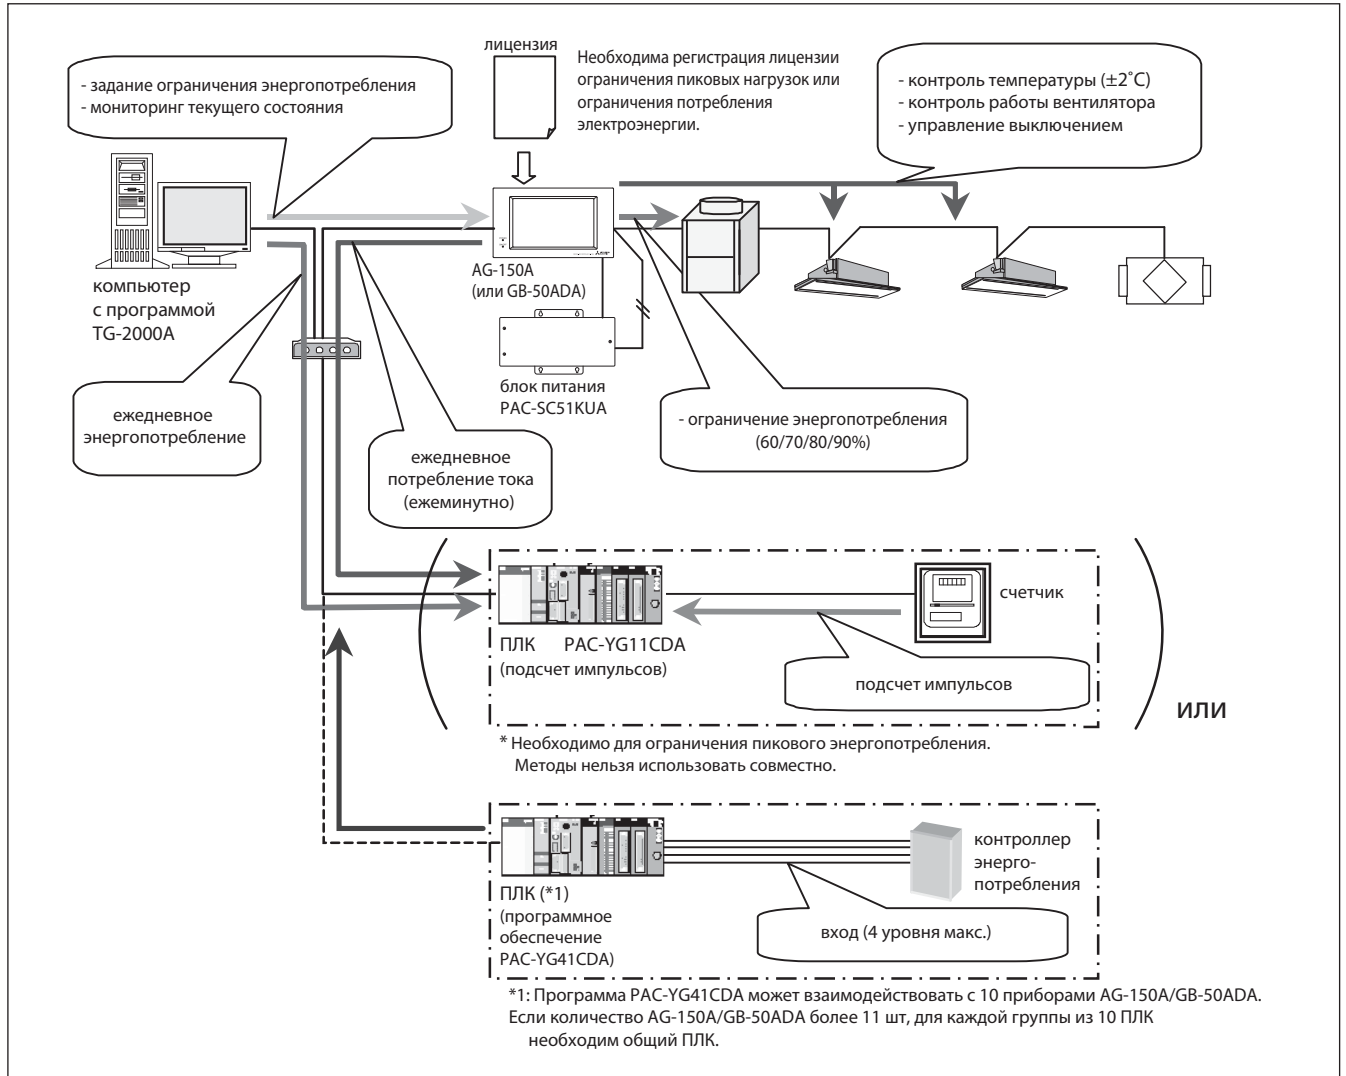 лицензия
Необходима регистрация лицензии
ограничения пиковых нагрузок или
ограничения потребления
электроэнергии.
- задание ограничения энергопотребления
- мониторинг текущего состояния
- контроль температуры (±2˚С)
- контроль работы вентилятора
- управление выключением
компьютер
с программой
TG-2000A
AG-150A
(или GB-50ADA)
блок питания
PAC-SC51KUA
ежедневное
энергопотребление
ежедневное
потребление тока
(ежеминутно)
- ограничение энергопотребления
(60/70/80/90%)
ПЛК PAC-YG11CDA
(подсчет импульсов)
счетчик
подсчет импульсов
или
* Необходимо для ограничения пикового энергопотребления.
Методы нельзя использовать совместно.
ПЛК (*1)
(программное
обеспечение
PAC-YG41CDA)
контроллер
энерго-
потребления
вход (4 уровня макс.)
*1: Программа PAC-YG41CDA может взаимодействовать с 10 приборами AG-150A/GB-50ADA.
Если количество AG-150A/GB-50ADA более 11 шт, для каждой группы из 10 ПЛК
необходим общий ПЛК.